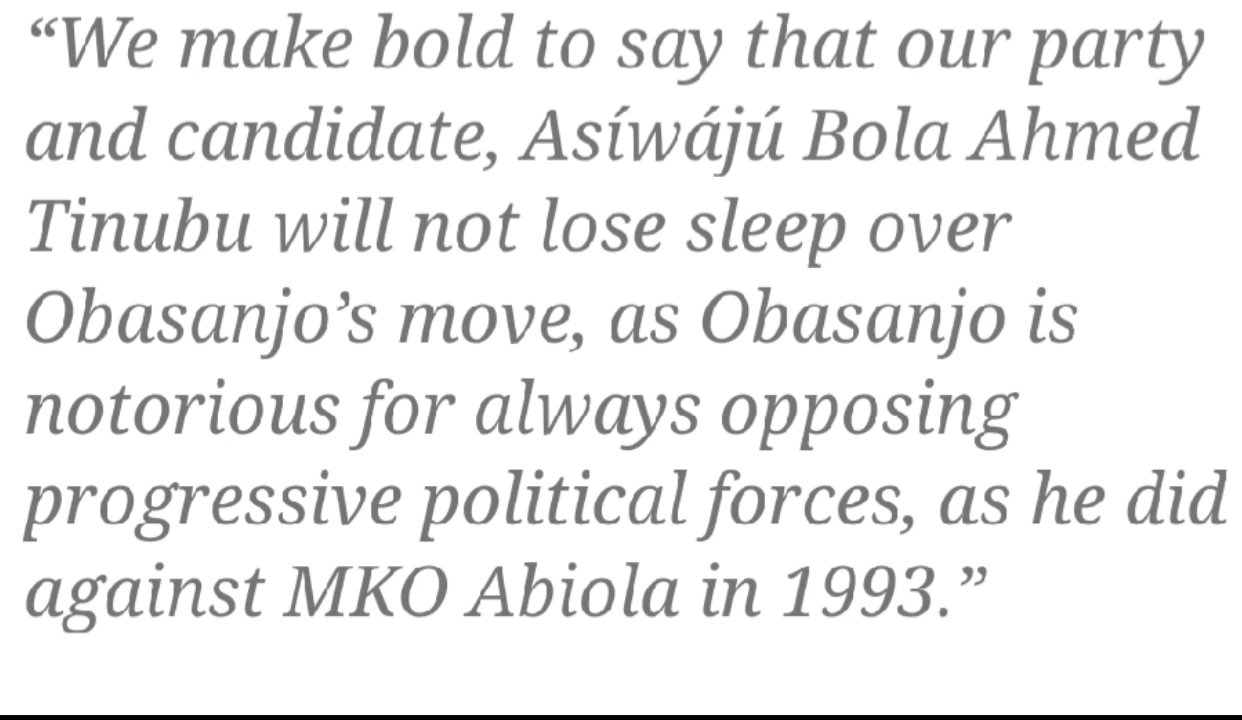 “We make bold to say that our party
and candidate, Asíwájú Bola Ahmed
Tinubu will not lose sleep over
Obasanjo’s move, as Obasanjo is
notorious for always opposing
progressive political forces, as he did
against MKO Abiola in 1993.”